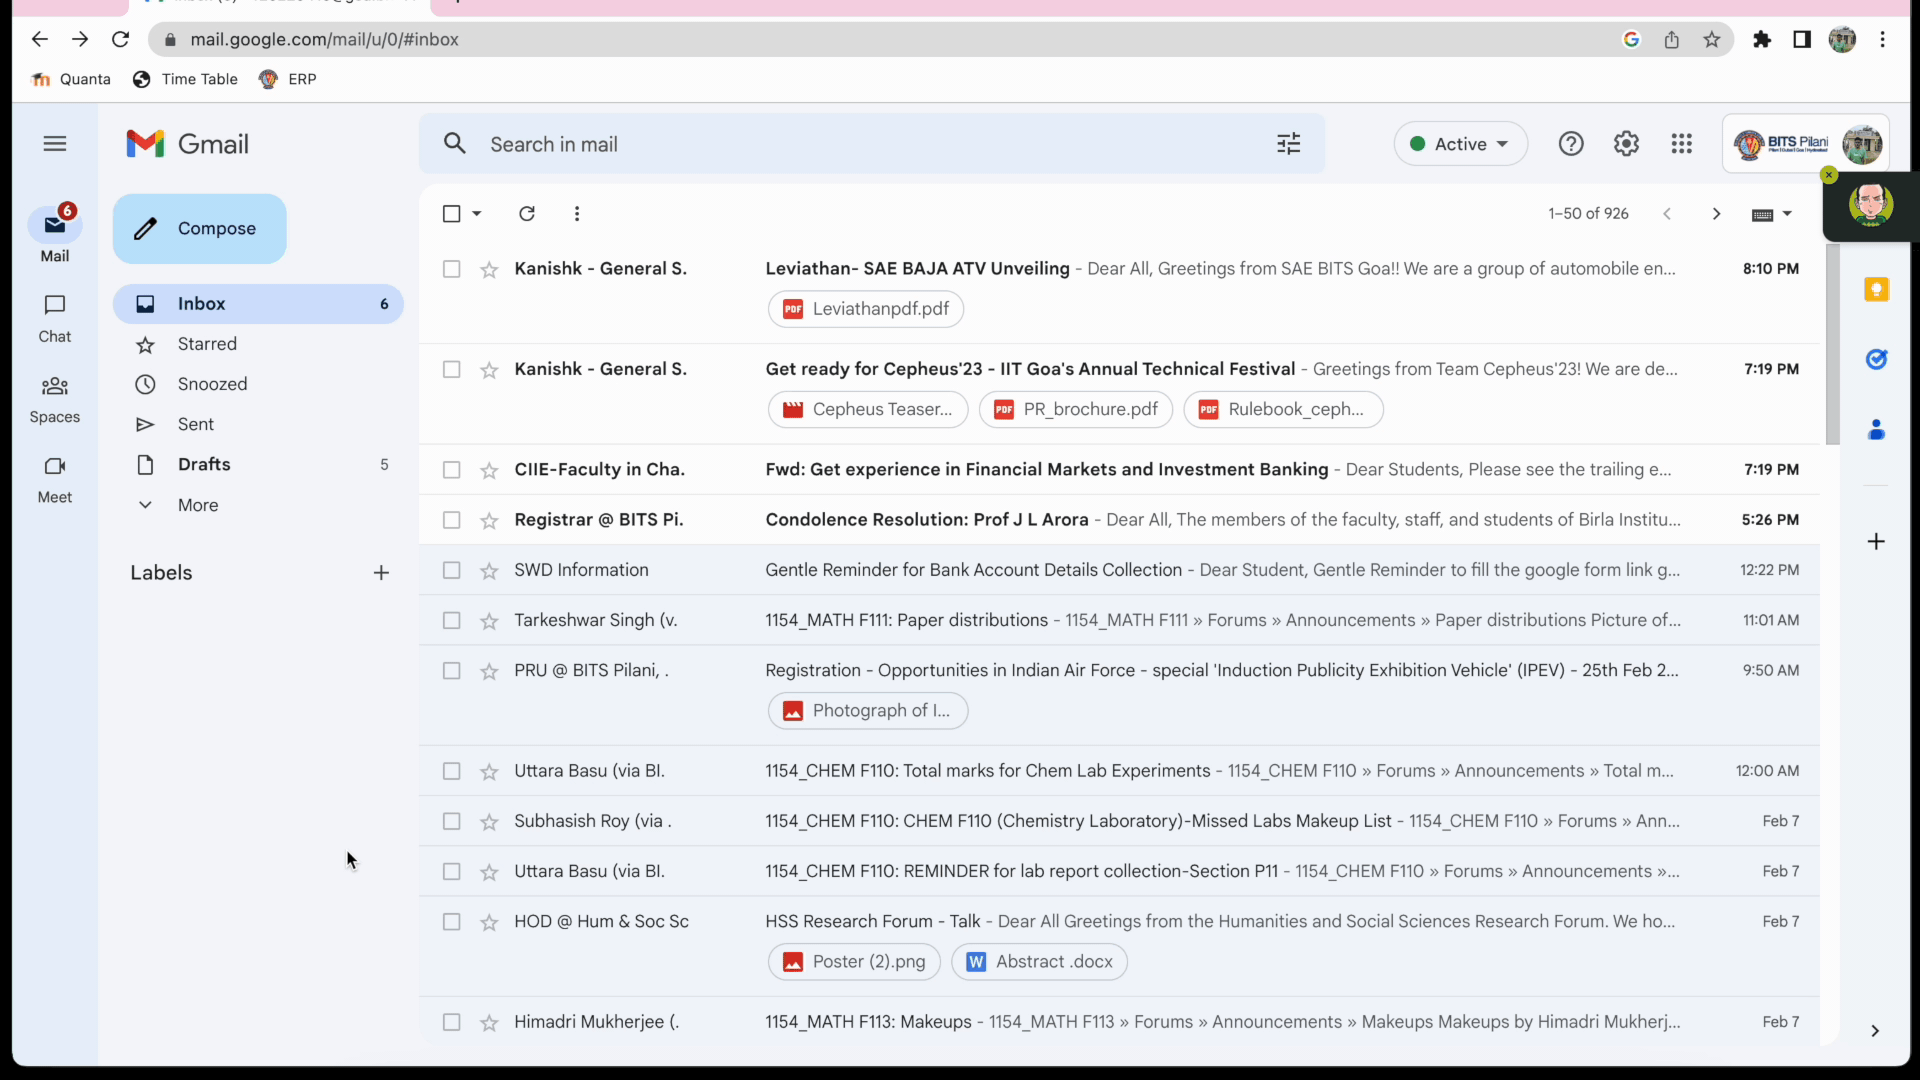 mail.google.com/mail/u/0/#inbox
Quanta Time Table ERP
Gmail Search in mail Active BITS Pilani
1–50 of 926
6
Mail
Chat
Spaces
Meet
Compose
Inbox 6
Starred
Snoozed
Sent
Drafts 5
More
Labels
Kanishk - General S. Leviathan- SAE BAJA ATV Unveiling - Dear All, Greetings from SAE BITS Goa!! We are a group of automobile en... 8:10 PM
PDF Leviathanpdf.pdf
Kanishk - General S. Get ready for Cepheus'23 - IIT Goa's Annual Technical Festival - Greetings from Team Cepheus'23! We are de... 7:19 PM
Cepheus Teaser... PDF PR_brochure.pdf PDF Rulebook_ceph...
CIIE-Faculty in Cha. Fwd: Get experience in Financial Markets and Investment Banking - Dear Students, Please see the trailing e... 7:19 PM
Registrar @ BITS Pi. Condolence Resolution: Prof J L Arora - Dear All, The members of the faculty, staff, and students of Birla Institu... 5:26 PM
SWD Information Gentle Reminder for Bank Account Details Collection - Dear Student, Gentle Reminder to fill the google form link g... 12:22 PM
Tarkeshwar Singh (v. 1154_MATH F111: Paper distributions - 1154_MATH F111 » Forums » Announcements » Paper distributions Picture of... 11:01 AM
PRU @ BITS Pilani, . Registration - Opportunities in Indian Air Force - special 'Induction Publicity Exhibition Vehicle' (IPEV) - 25th Feb 2... 9:50 AM
Photograph of I...
Uttara Basu (via BI. 1154_CHEM F110: Total marks for Chem Lab Experiments - 1154_CHEM F110 » Forums » Announcements » Total m... 12:00 AM
Subhasish Roy (via . 1154_CHEM F110: CHEM F110 (Chemistry Laboratory)-Missed Labs Makeup List - 1154_CHEM F110 » Forums » Ann... Feb 7
Uttara Basu (via BI. 1154_CHEM F110: REMINDER for lab report collection-Section P11 - 1154_CHEM F110 » Forums » Announcements »... Feb 7
HOD @ Hum & Soc Sc HSS Research Forum - Talk - Dear All Greetings from the Humanities and Social Sciences Research Forum. We ho... Feb 7
Poster (2).png W Abstract .docx
Himadri Mukherjee (. 1154_MATH F113: Makeups - 1154_MATH F113 » Forums » Announcements » Makeups Makeups by Himadri Mukherj... Feb 7